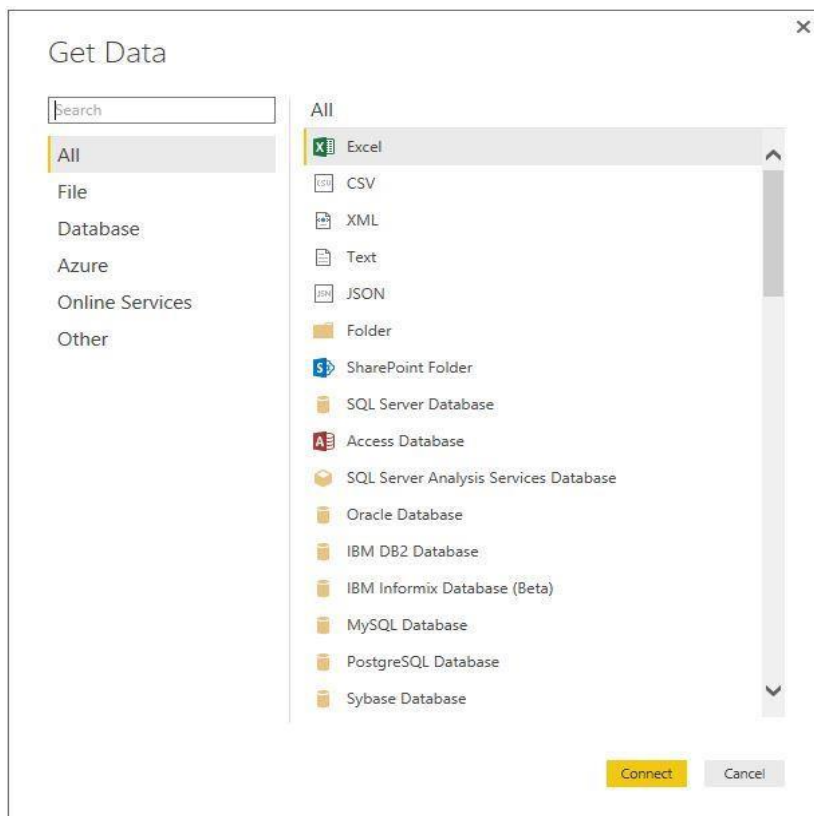 Get Data
Search
All
File
Database
Azure
Online Services
Other
All
Excel
CSV
CSV
XML
Text
JSN
JSON
Folder
S
SharePoint Folder
SQL Server Database
A
Access Database
SQL Server Analysis Services Database
Oracle Database
IBM DB2 Database
IBM Informix Database (Beta)
MySQL Database
PostgreSQL Database
Sybase Database
Connect
Cancel